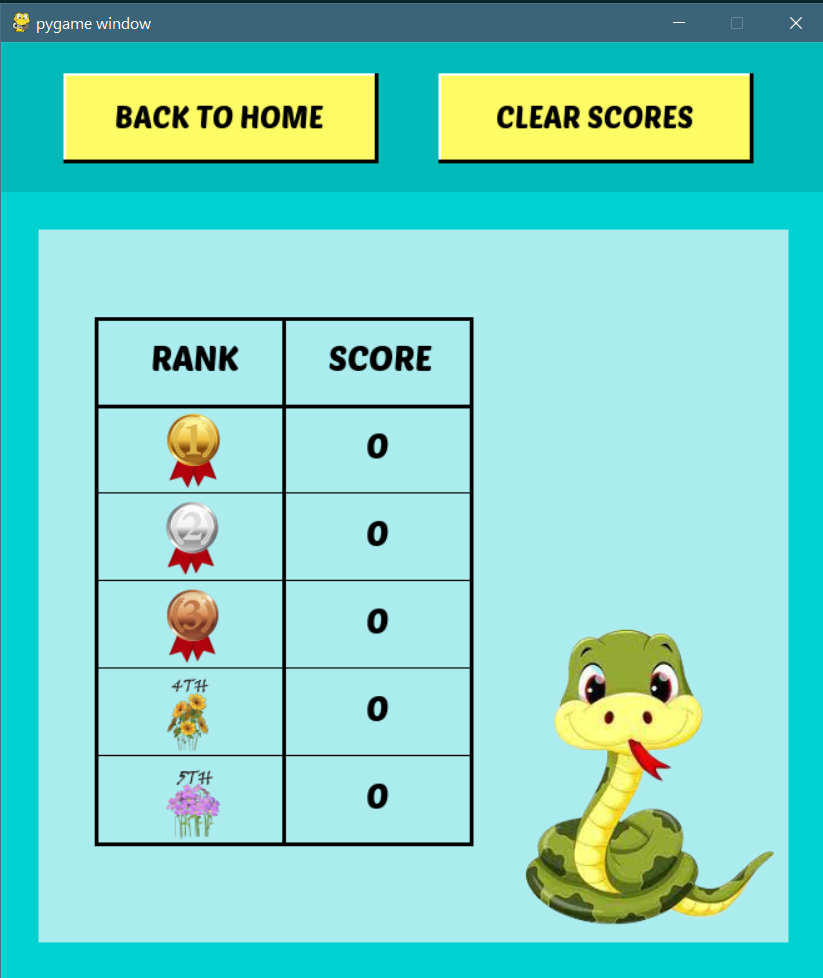 pygame window
BACK TO HOME
CLEAR SCORES
RANK SCORE
1 0
2 0
3 0
4TH 0
5TH 0